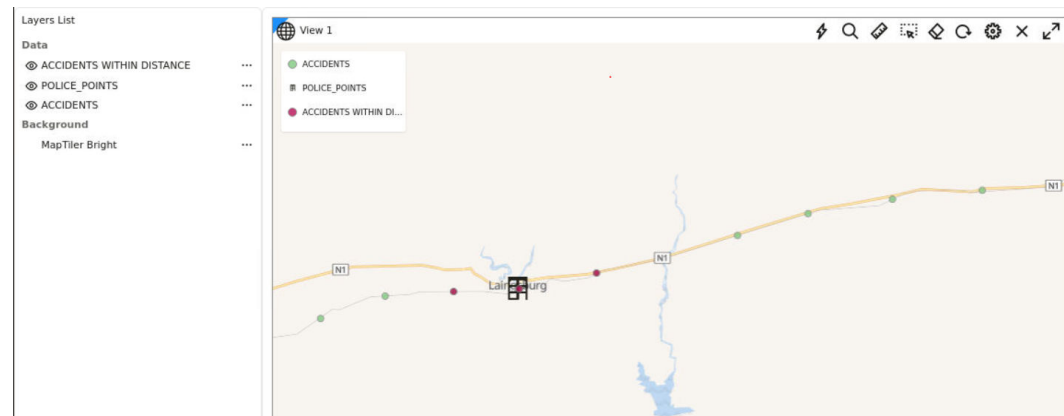 Layers List
Data
ACCIDENTS WITHIN DISTANCE
POLICE_POINTS
ACCIDENTS
Background
MapTiler Bright
View 1
ACCIDENTS
POLICE_POINTS
ACCIDENTS WITHIN DI...
N1
N1
N1